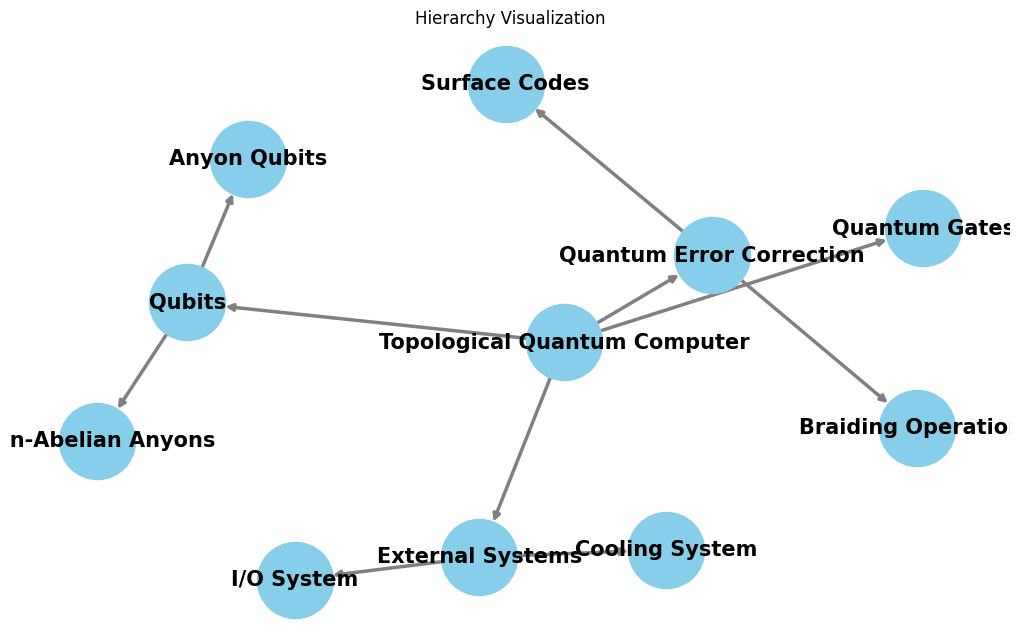 Hierarchy Visualization
Surface Codes
Anyon Qubits
Quantum Gates
Quantum Error Correction
Qubits
Topological Quantum Computer
Braiding Operation
n-Abelian Anyons
Cooling System
External Systems
I/O System